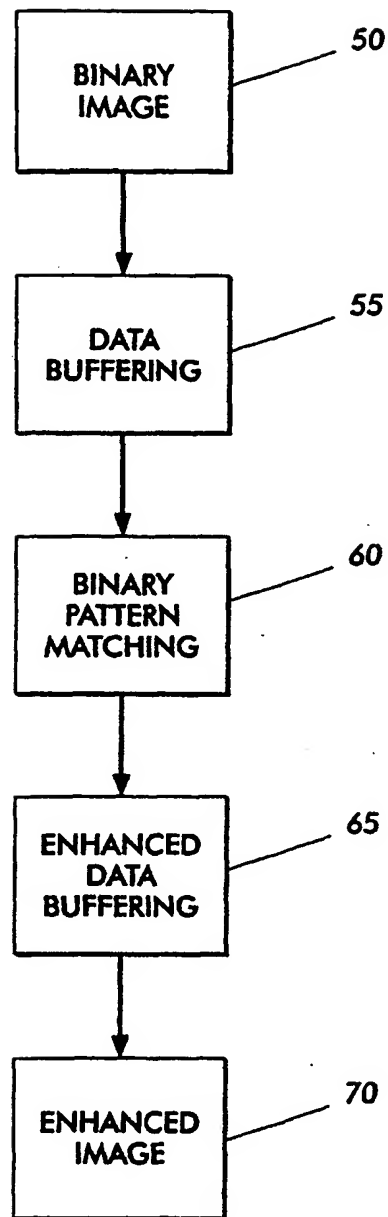 BINARY
IMAGE
50
DATA
BUFFERING
55
BINARY
PATTERN
MATCHING
60
ENHANCED
DATA
BUFFERING
65
ENHANCED
IMAGE
70